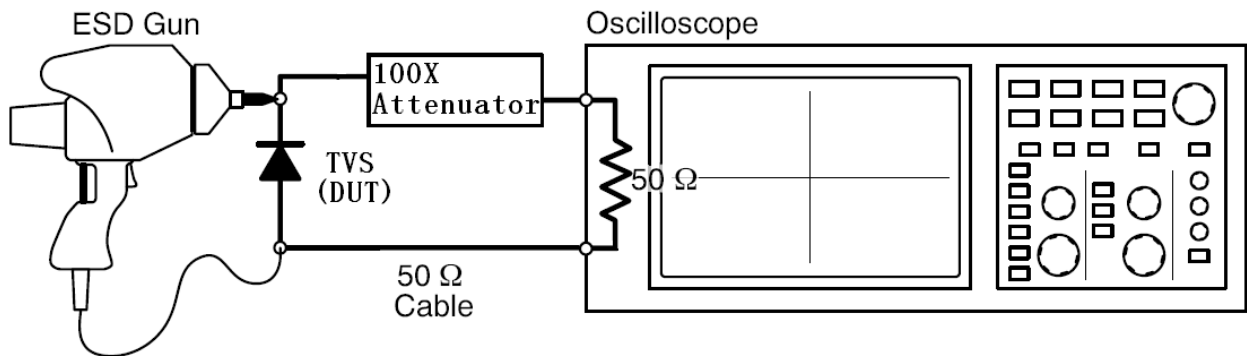 ESD Gun
Oscilloscope
100X
Attenuator
TVS
(DUT)
50 Ω
50 Ω
Cable